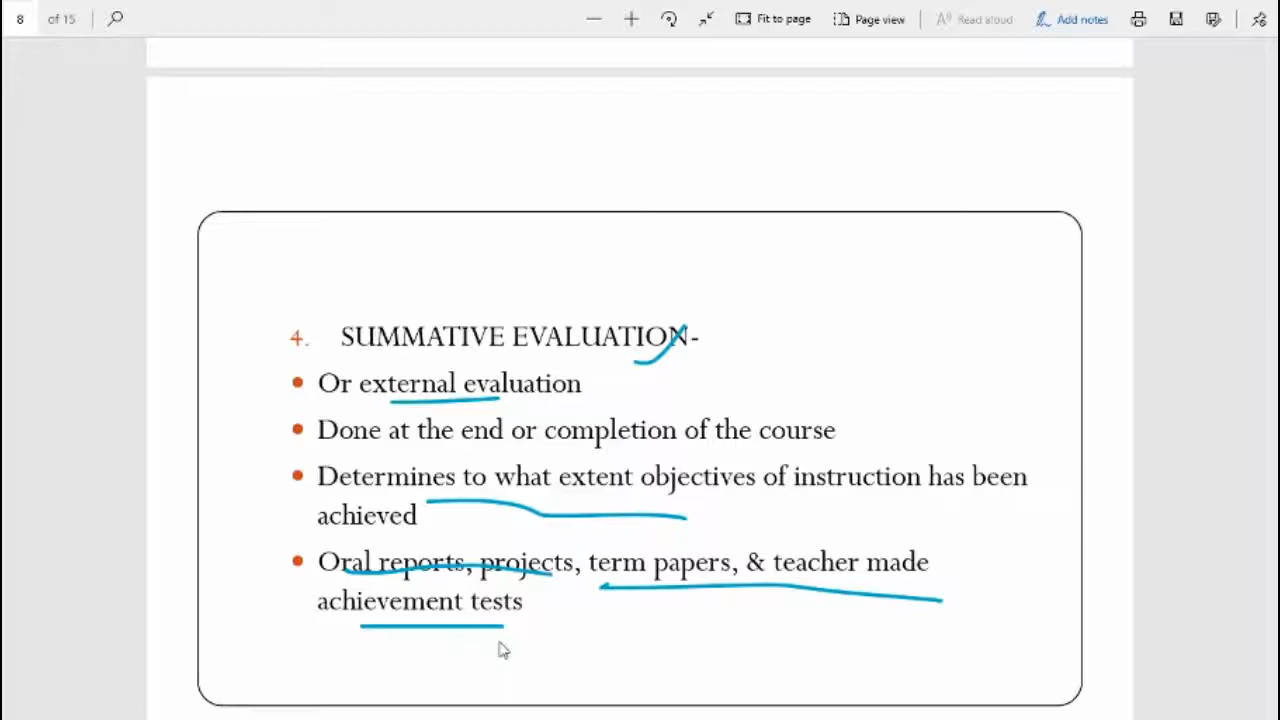 8 of 15 Fit to page Page view Read aloud Add notes
4. SUMMATIVE EVALUATION-
• Or external evaluation
• Done at the end or completion of the course
• Determines to what extent objectives of instruction has been
achieved
• Oral reports, projects, term papers, & teacher made
achievement tests